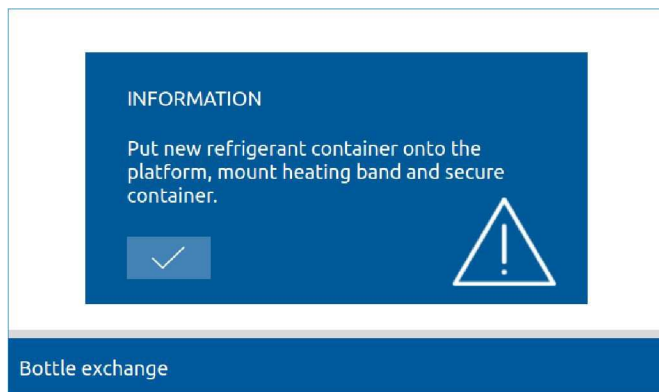 INFORMATION
Put new refrigerant container onto the
platform, mount heating band and secure
container.
Bottle exchange